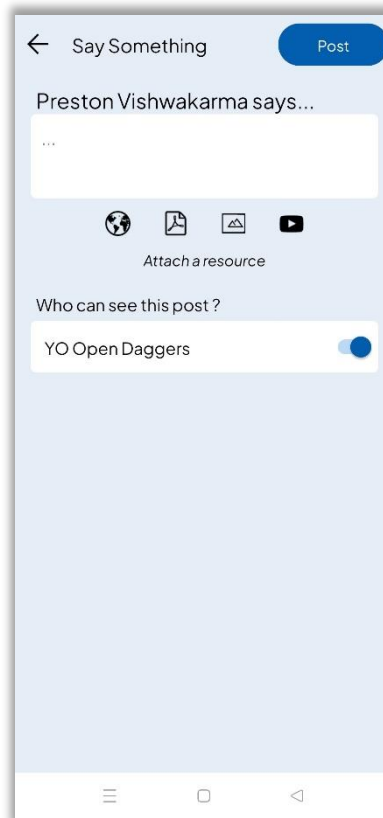 Say Something
Post
Preston Vishwakarma says...
...
Attach a resource
Who can see this post ?
YO Open Daggers